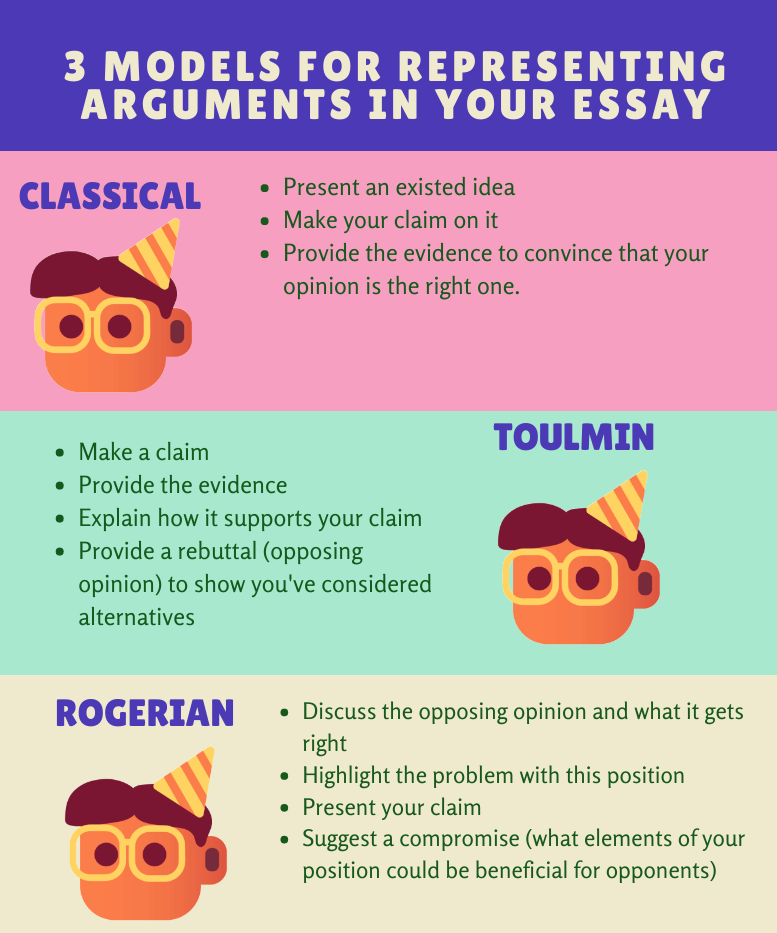 3 MODELS FOR REPRESENTING
ARGUMENTS IN YOUR ESSAY
CLASSICAL
• Present an existed idea
• Make your claim on it
• Provide the evidence to convince that your
opinion is the right one.
TOULMIN
• Make a claim
• Provide the evidence
• Explain how it supports your claim
• Provide a rebuttal (opposing
opinion) to show you've considered
alternatives
ROGERIAN
• Discuss the opposing opinion and what it gets
right
• Highlight the problem with this position
• Present your claim
• Suggest a compromise (what elements of your
position could be beneficial for opponents)